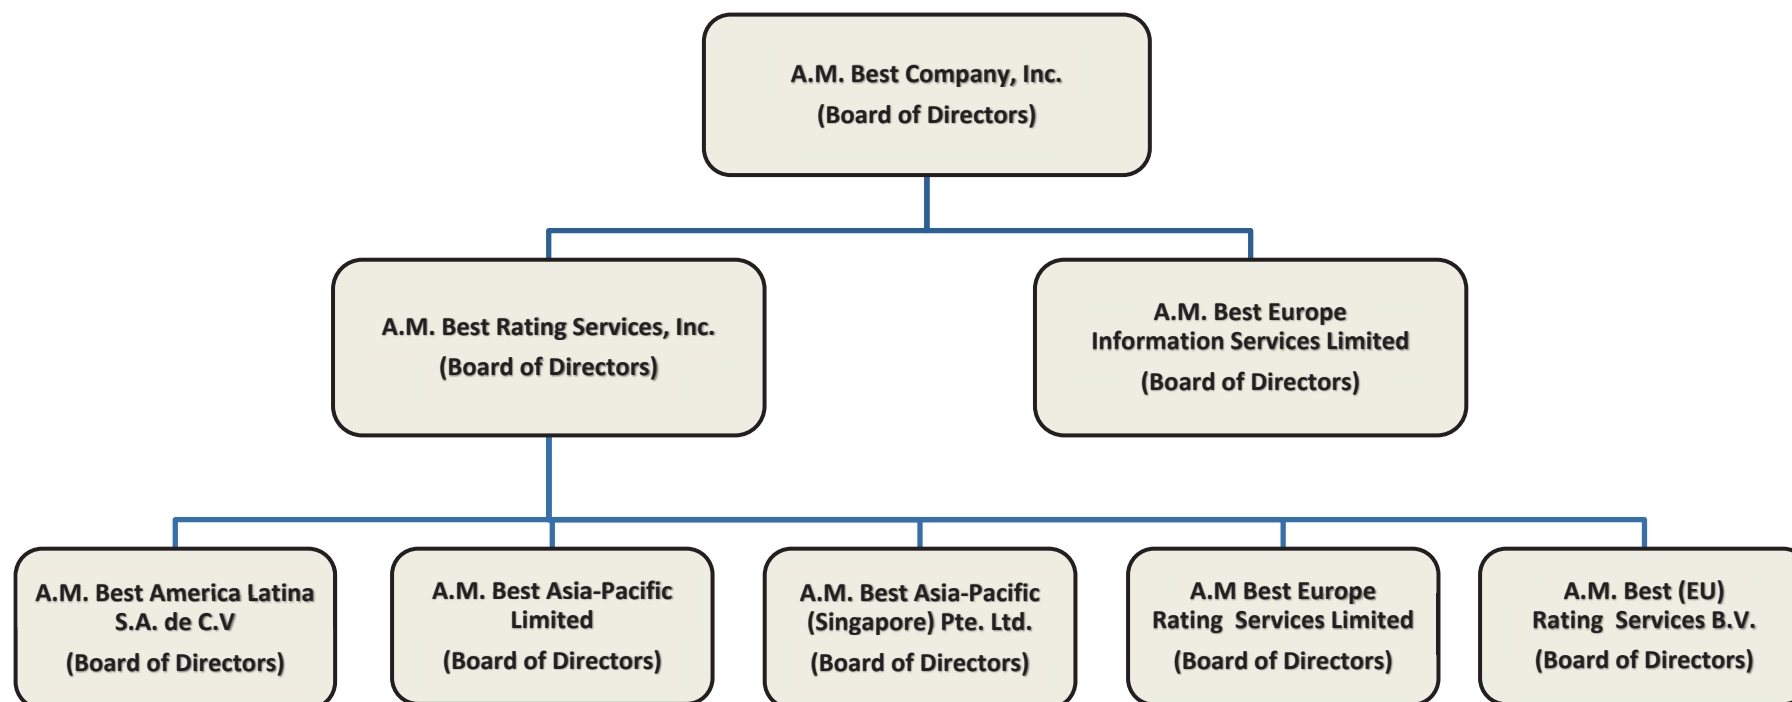 A.M. Best Company, Inc.
(Board of Directors)
A.M. Best Rating Services, Inc.
(Board of Directors)
A.M. Best Europe
Information Services Limited
(Board of Directors)
A.M. Best America Latina
S.A. de C.V
(Board of Directors)
A.M. Best Asia-Pacific
Limited
(Board of Directors)
A.M. Best Asia-Pacific
(Singapore) Pte. Ltd.
(Board of Directors)
A.M Best Europe
Rating  Services Limited
(Board of Directors)
A.M. Best (EU)
Rating  Services B.V.
(Board of Directors)